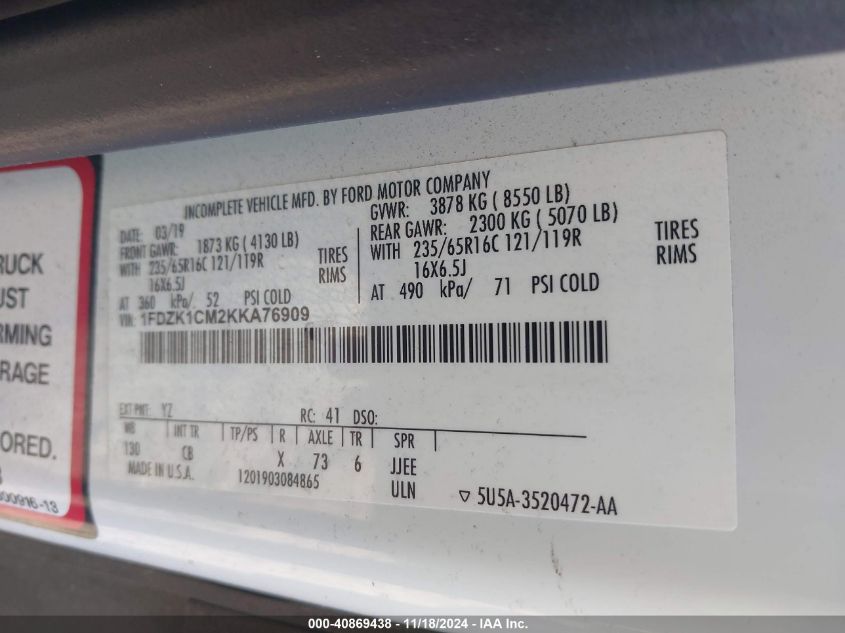 INCOMPLETE VEHICLE MFD. BY FORD MOTOR COMPANY
DATE: 03/19
GVWR: 3878 KG ( 8550 LB)
FRONT GAWR: 1873 KG ( 4130 LB)
REAR GAWR: 2300 KG ( 5070 LB)
WITH 235/65R16C 121/119R TIRES
WITH 235/65R16C 121/119R TIRES
16X6.5J RIMS
16X6.5J RIMS
AT 360 kPa/ 52 PSI COLD
AT 490 kPa/ 71 PSI COLD
VIN: 1FDZK1CM2KKA76909
EXT PNT: YZ RC: 41 DSO:
WB INT TR TP/PS R AXLE TR SPR
130 CB X 73 6 JJEE
MADE IN U.S.A. 1201903084865 ULN
▽ 5U5A-3520472-AA
RUCK
UST
RMING
RAGE
ORED.
00916-13
000-40869438 - 11/18/2024 - IAA Inc.